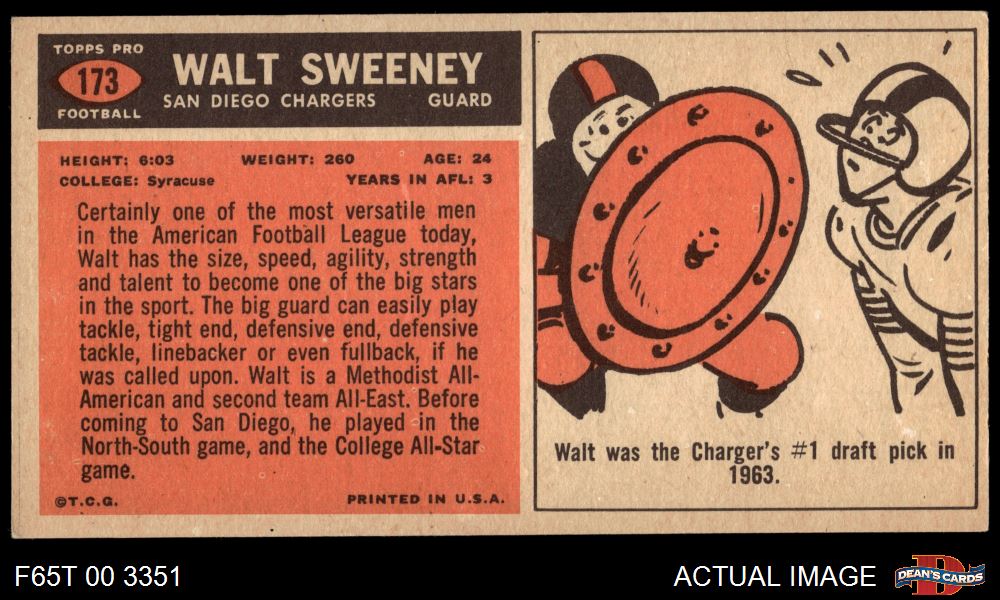 TOPPS PRO
173
FOOTBALL
WALT SWEENEY
SAN DIEGO CHARGERS GUARD
HEIGHT: 6:03 WEIGHT: 260 AGE: 24
COLLEGE: Syracuse YEARS IN AFL: 3
Certainly one of the most versatile men
in the American Football League today,
Walt has the size, speed, agility, strength
and talent to become one of the big stars
in the sport. The big guard can easily play
tackle, tight end, defensive end, defensive
tackle, linebacker or even fullback, if he
was called upon. Walt is a Methodist All-
American and second team All-East. Before
coming to San Diego, he played in the
North-South game, and the College All-Star
game.
©T.C.G. PRINTED IN U.S.A.
Walt was the Charger's #1 draft pick in
1963.
F65T 00 3351
ACTUAL IMAGE
D
DEAN'S CARDS